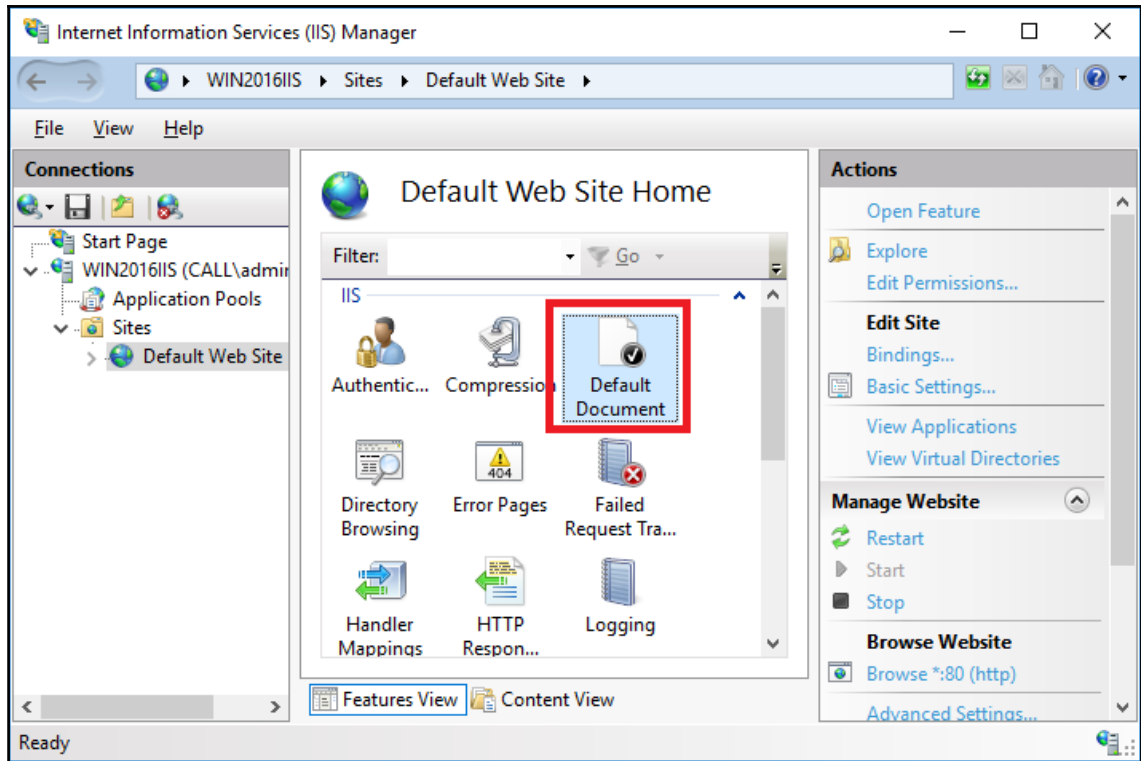 Internet Information Services (IIS) Manager
WIN2016IIS Sites Default Web Site
File View Help
Connections
Start Page
WIN2016IIS (CALL\admin
Application Pools
Sites
Default Web Site
Default Web Site Home
Filter: Go
IIS
Authentic... Compression Default
Document
Directory Error Pages Failed
Browsing Request Tra...
404
Handler HTTP Logging
Mappings Respon...
Features View Content View
Actions
Open Feature
Explore
Edit Permissions...
Edit Site
Bindings...
Basic Settings...
View Applications
View Virtual Directories
Manage Website
Restart
Start
Stop
Browse Website
Browse *:80 (http)
Advanced Settings...
Ready